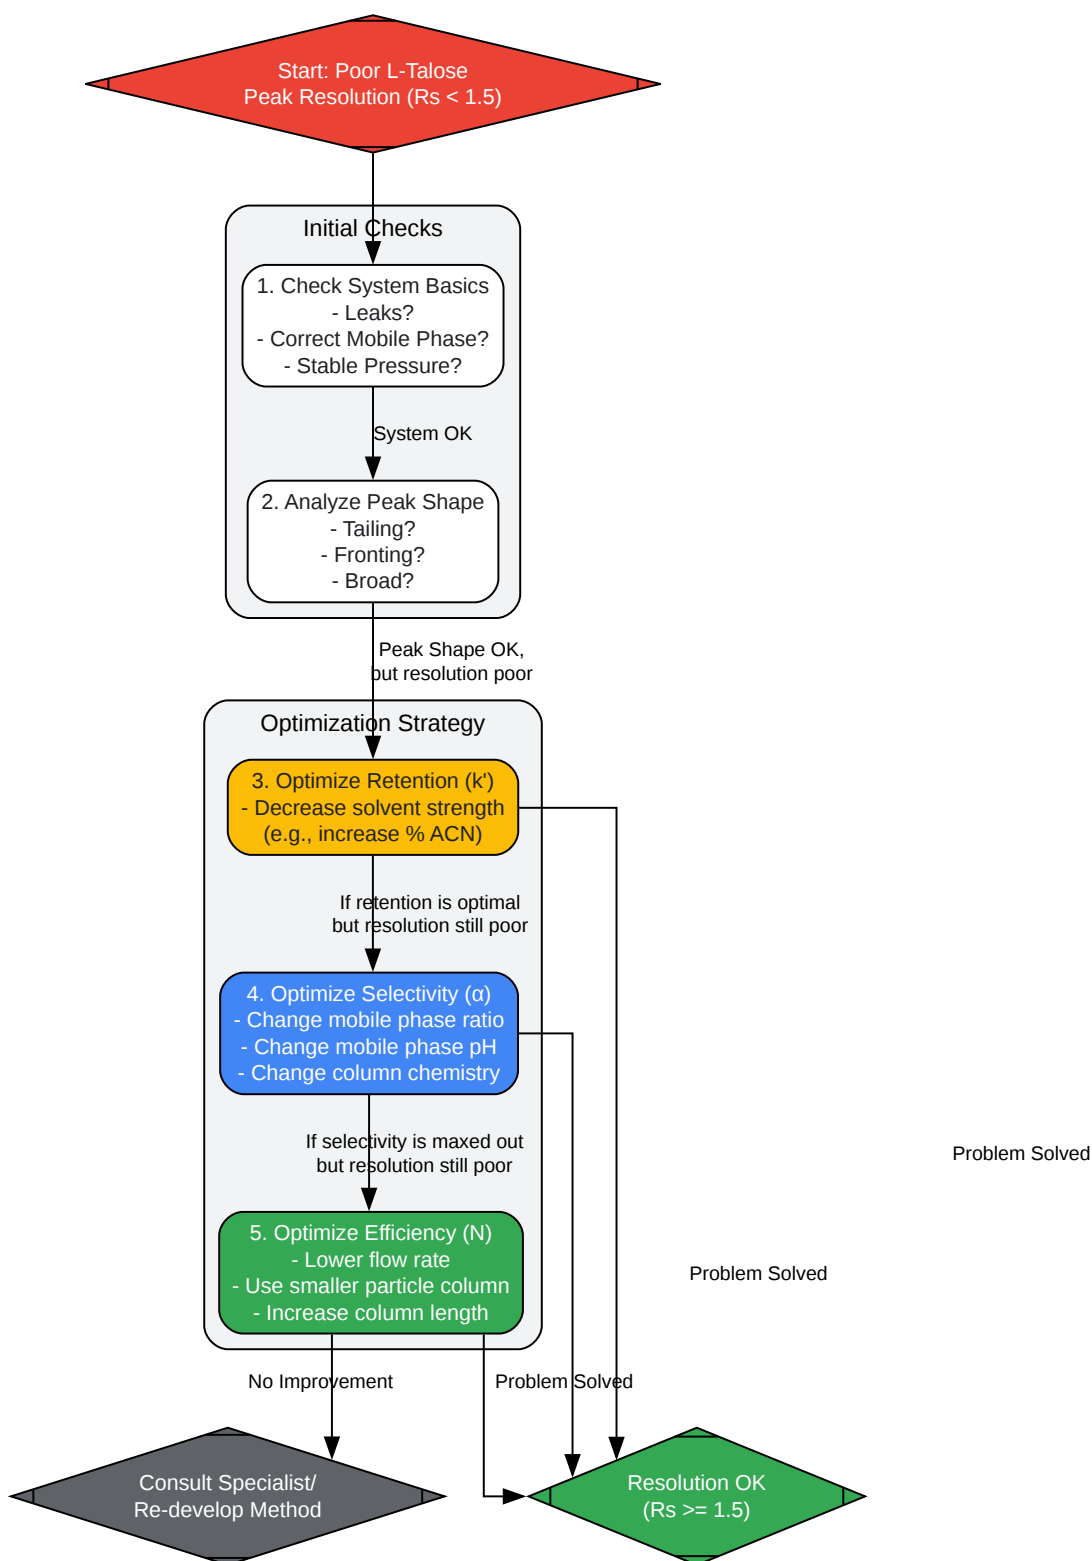 Start: Poor L-Talose
Peak Resolution (Rs < 1.5)
Initial Checks
1. Check System Basics
- Leaks?
- Correct Mobile Phase?
- Stable Pressure?
System OK
2. Analyze Peak Shape
- Tailing?
- Fronting?
- Broad?
Peak Shape OK,
but resolution poor
Optimization Strategy
3. Optimize Retention (k')
- Decrease solvent strength
(e.g., increase % ACN)
If retention is optimal
but resolution still poor
4. Optimize Selectivity (α)
- Change mobile phase ratio
- Change mobile phase pH
- Change column chemistry
If selectivity is maxed out
but resolution still poor
Problem Solved
5. Optimize Efficiency (N)
- Lower flow rate
- Use smaller particle column
- Increase column length
Problem Solved
No Improvement
Problem Solved
Consult Specialist/
Re-develop Method
Resolution OK
(Rs >= 1.5)